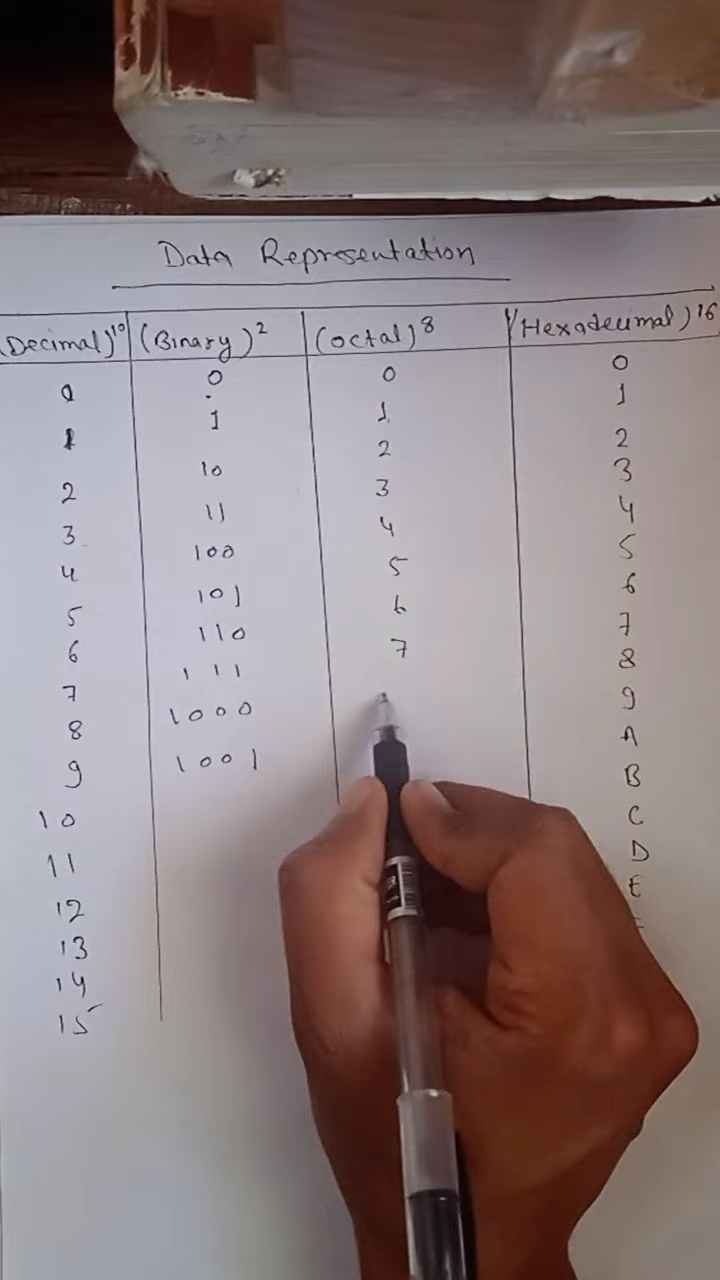 Data Representation
(Decimal)10 (Binary)2 (Octal)8 (Hexadecimal)16
0 0 0 0
1 1 1 1
2 10 2 2
3 11 3 3
4 100 4 4
5 101 5 5
6 110 6 6
7 111 7 7
8 1000 8
9 1001 9
10 A
11 B
12 C
13 D
14 E
15